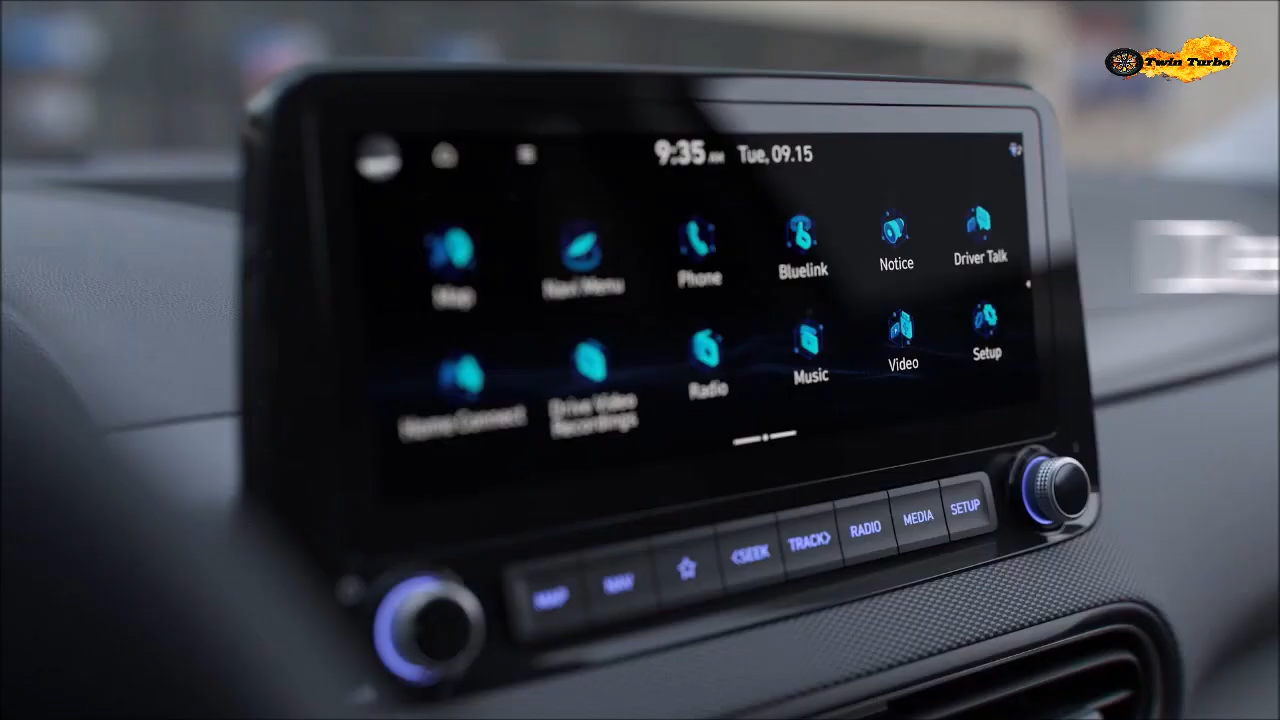 Twin Turbo
9:35 AM Tue, 09.15
Map
Navi Menu
Phone
Bluelink
Notice
Driver Talk
Home Connect
Drive Video
Recordings
Radio
Music
Video
Setup
MAP
NAV
<SEEK
TRACK>
RADIO
MEDIA
SETUP